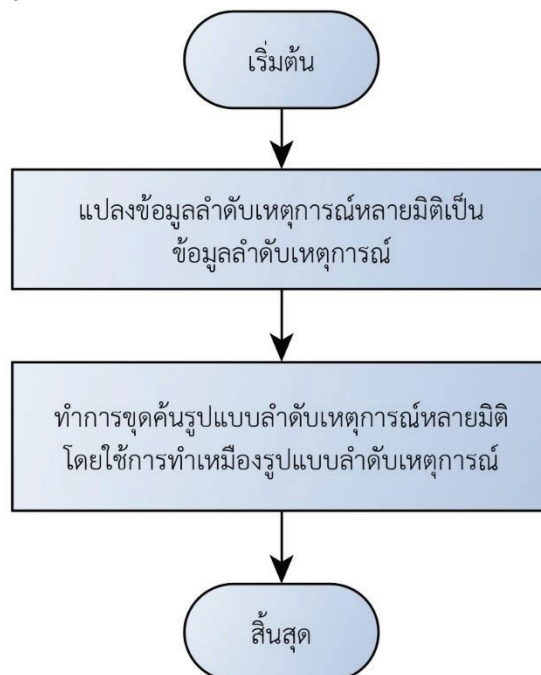 เริ่มต้น
แปลงข้อมูลลำดับเหตุการณ์หลายมิติเป็น
ข้อมูลลำดับเหตุการณ์
ทำการขุดค้นรูปแบบลำดับเหตุการณ์หลายมิติ
โดยใช้การทำเหมืองรูปแบบลำดับเหตุการณ์
สิ้นสุด